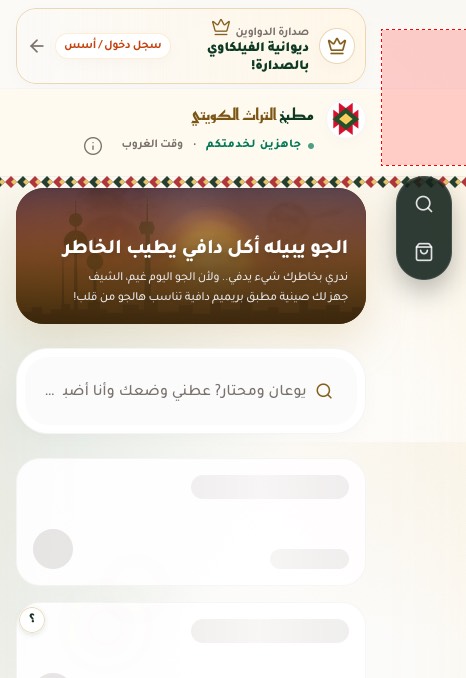 صدارة الدواوين
ديوانية الفيلكاوي
بالصدارة!
سجل دخول / أسس
مطبخ التراث الكويتي
جاهزين لخدمتكم · وقت الغروب
الجو يبيله أكل دافي يطيب الخاطر
ندري بخاطرك شيء يدفي.. ولأن الجو اليوم غيم، الشيف
جهز لك صينية مطبق بريميم دافية تناسب هالجو من قلب!
يوعان ومحتار? عطني وضعك وأنا أضبـ ...
؟